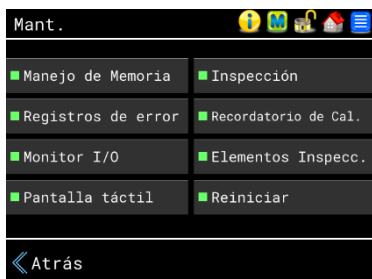 Mant.
i M
Manejo de Memoria
Inspección
Registros de error
Recordatorio de Cal.
Monitor I/O
Elementos Inspecc.
Pantalla táctil
Reiniciar
Atrás